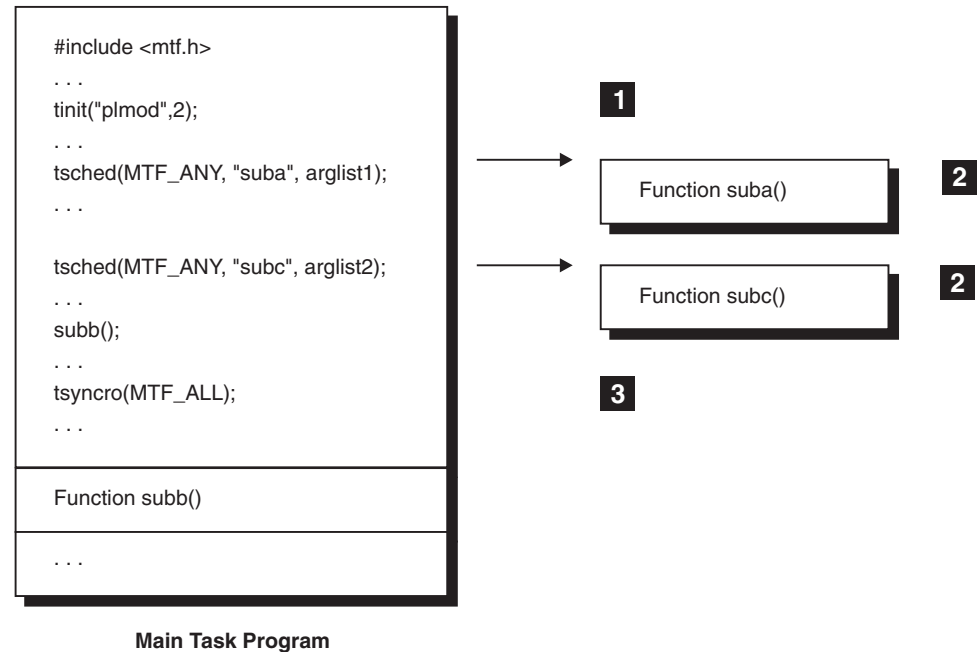 #include <mtf.h>
. . .
tinit("plmod",2);
. . .
tsched(MTF_ANY, "suba", arglist1);
. . .
tsched(MTF_ANY, "subc", arglist2);
. . .
subb();
. . .
tsyncro(MTF_ALL);
. . .
Function subb()
. . .
Main Task Program
1
Function suba()
2
Function subc()
2
3